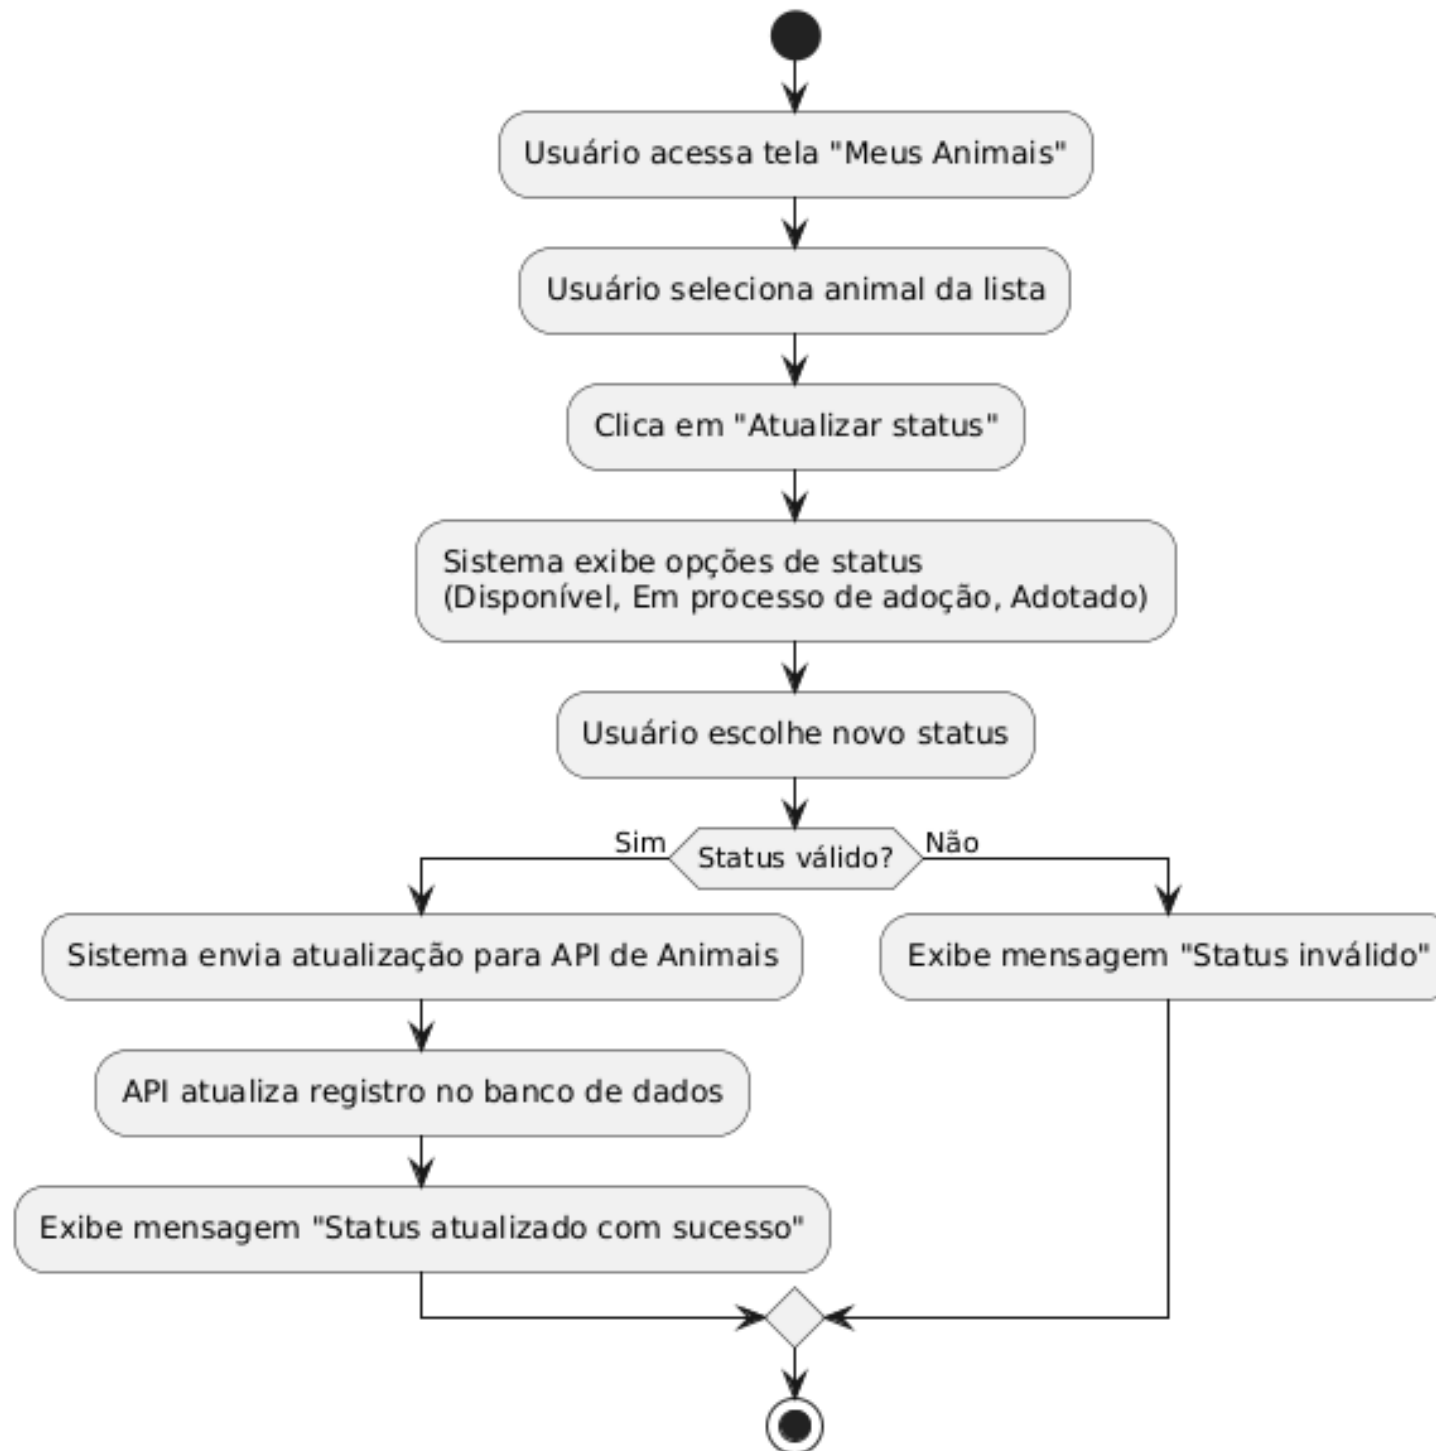 Usuário acessa tela "Meus Animais"
Usuário seleciona animal da lista
Clica em "Atualizar status"
Sistema exibe opções de status
(Disponível, Em processo de adoção, Adotado)
Usuário escolhe novo status
Sim
Status válido?
Não
Sistema envia atualização para API de Animais
Exibe mensagem "Status inválido"
API atualiza registro no banco de dados
Exibe mensagem "Status atualizado com sucesso"